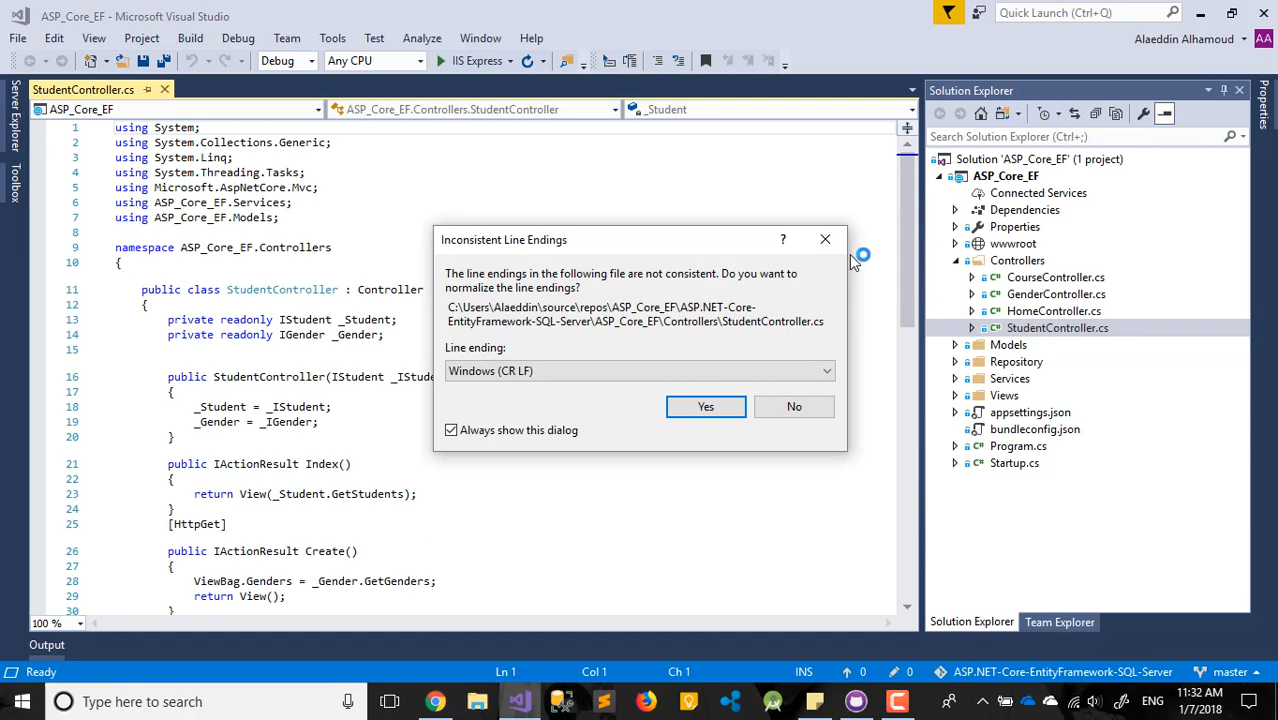 ASP_Core_EF - Microsoft Visual Studio
Quick Launch (Ctrl+Q)
File Edit View Project Build Debug Team Tools Test Analyze Window Help
Alaeddin Alhamoud AA
Debug Any CPU IIS Express
Server Explorer
Toolbox
StudentController.cs
ASP_Core_EF ASP_Core_EF.Controllers.StudentController _Student
1 using System;
2 using System.Collections.Generic;
3 using System.Linq;
4 using System.Threading.Tasks;
5 using Microsoft.AspNetCore.Mvc;
6 using ASP_Core_EF.Services;
7 using ASP_Core_EF.Models;
8
9 namespace ASP_Core_EF.Controllers
10 {
11 public class StudentController : Controller
12 {
13 private readonly IStudent _Student;
14 private readonly IGender _Gender;
15
16 public StudentController(IStudent _IStude
17 {
18 _Student = _IStudent;
19 _Gender = _IGender;
20 }
21 public IActionResult Index()
22 {
23 return View(_Student.GetStudents);
24 }
25 [HttpGet]
26 public IActionResult Create()
27 {
28 ViewBag.Genders = _Gender.GetGenders;
29 return View();
30 }
100 %
Inconsistent Line Endings ?
The line endings in the following file are not consistent. Do you want to
normalize the line endings?
C:\Users\Alaeddin\source\repos\ASP_Core_EF\ASP.NET-Core-
EntityFramework-SQL-Server\ASP_Core_EF\Controllers\StudentController.cs
Line ending:
Windows (CR LF)
Yes No
Always show this dialog
Solution Explorer
Search Solution Explorer (Ctrl+;)
Solution 'ASP_Core_EF' (1 project)
ASP_Core_EF
Connected Services
Dependencies
Properties
wwwroot
Controllers
C# CourseController.cs
C# GenderController.cs
C# HomeController.cs
C# StudentController.cs
Models
Repository
Services
Views
appsettings.json
bundleconfig.json
C# Program.cs
C# Startup.cs
Solution Explorer Team Explorer
Properties
Output
Ready Ln 1 Col 1 Ch 1 INS 0 0 ASP.NET-Core-EntityFramework-SQL-Server master
Type here to search
ENG
11:32 AM
1/7/2018